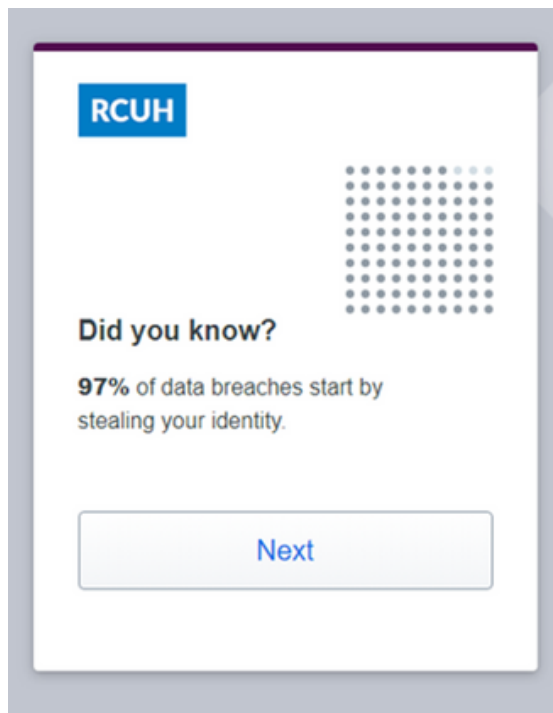 RCUH
Did you know?
97% of data breaches start by
stealing your identity.
Next